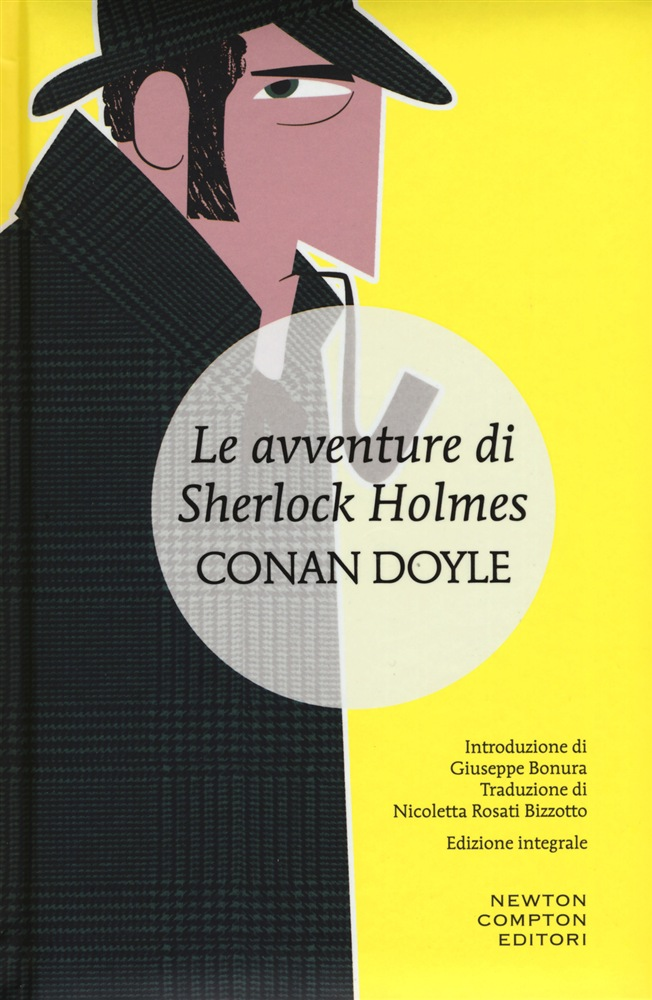 Le avventure di
Sherlock Holmes
CONAN DOYLE
Introduzione di
Giuseppe Bonura
Traduzione di
Nicoletta Rosati Bizzotto
Edizione integrale
NEWTON
COMPTON
EDITORI